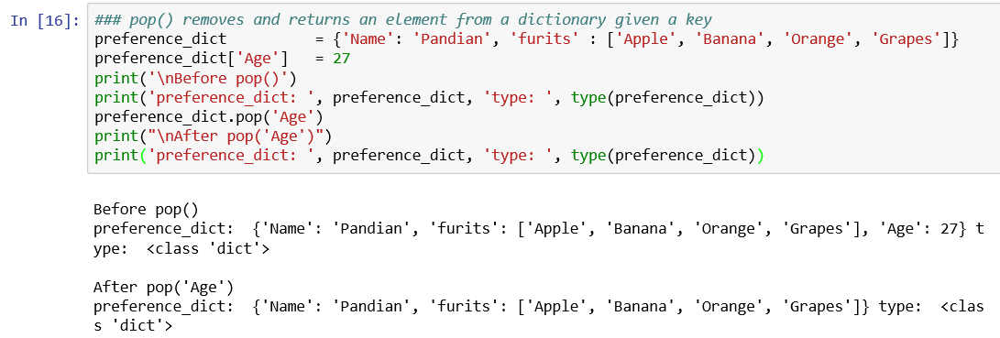 In [16]: ### pop() removes and returns an element from a dictionary given a key
preference_dict          = {'Name': 'Pandian', 'furits' : ['Apple', 'Banana', 'Orange', 'Grapes']}
preference_dict['Age']   = 27
print('\nBefore pop()')
print('preference_dict: ', preference_dict, 'type: ', type(preference_dict))
preference_dict.pop('Age')
print("\nAfter pop('Age')")
print('preference_dict: ', preference_dict, 'type: ', type(preference_dict))
Before pop()
preference_dict:  {'Name': 'Pandian', 'furits': ['Apple', 'Banana', 'Orange', 'Grapes'], 'Age': 27} t
ype:  <class 'dict'>
After pop('Age')
preference_dict:  {'Name': 'Pandian', 'furits': ['Apple', 'Banana', 'Orange', 'Grapes']} type:  <clas
s 'dict'>